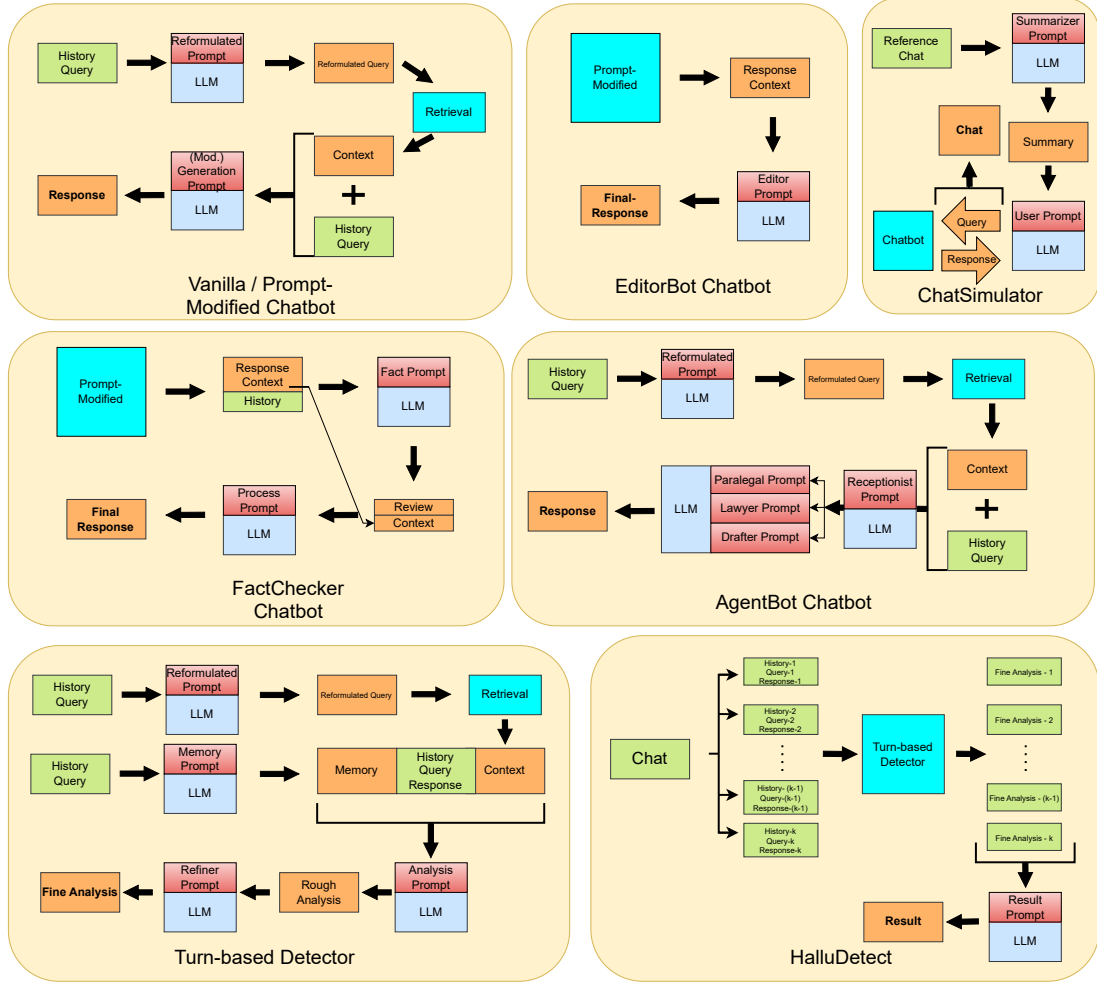 History
Query
Reformulated
Prompt
LLM
Reformulated Query
Retrieval
Context
+
History
Query
(Mod.)
Generation
Prompt
LLM
Response
Vanilla / Prompt-
Modified Chatbot
Prompt-
Modified
Response
Context
Editor
Prompt
LLM
Final-
Response
EditorBot Chatbot
Reference
Chat
Summarizer
Prompt
LLM
Summary
Chat
User Prompt
LLM
Query
Response
Chatbot
ChatSimulator
Prompt-
Modified
Response
Context
History
Fact Prompt
LLM
Review
Context
Process
Prompt
LLM
Final
Response
FactChecker
Chatbot
History
Query
Reformulated
Prompt
LLM
Reformulated Query
Retrieval
Context
+
History
Query
Receptionist
Prompt
LLM
Paralegal Prompt
Lawyer Prompt
Drafter Prompt
LLM
Response
AgentBot Chatbot
History
Query
Reformulated
Prompt
LLM
Reformulated Query
Retrieval
History
Query
Memory
Prompt
LLM
Memory
History
Query
Response
Context
Analysis
Prompt
LLM
Rough
Analysis
Refiner
Prompt
LLM
Fine Analysis
Turn-based Detector
Chat
History-1
Query-1
Response-1
History-2
Query-2
Response-2
History- (k-1)
Query-(k-1)
Response-(k-1)
History-k
Query-k
Response-k
Turn-based
Detector
Fine Analysis - 1
Fine Analysis - 2
Fine Analysis - (k-1)
Fine Analysis - k
Result
Prompt
LLM
Result
HalluDetect